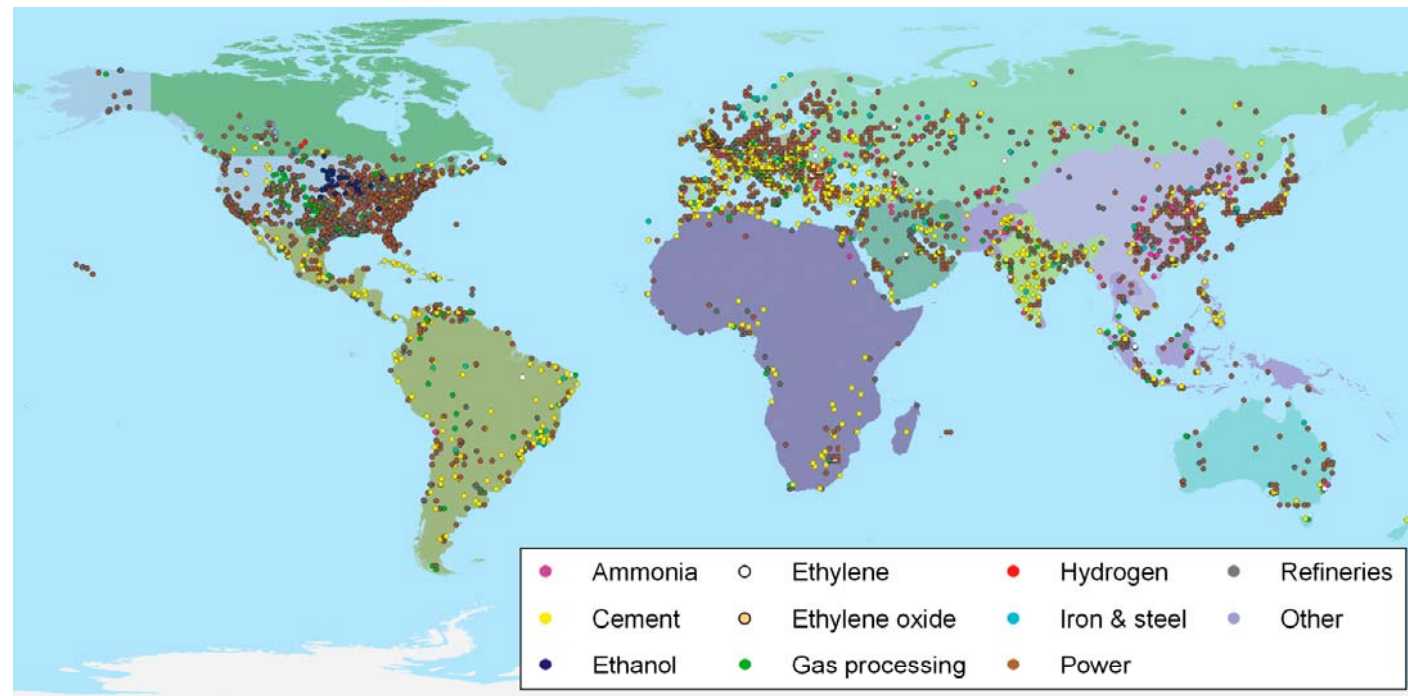 Ammonia Ethylene Hydrogen Refineries
Cement Ethylene oxide Iron & steel Other
Ethanol Gas processing Power